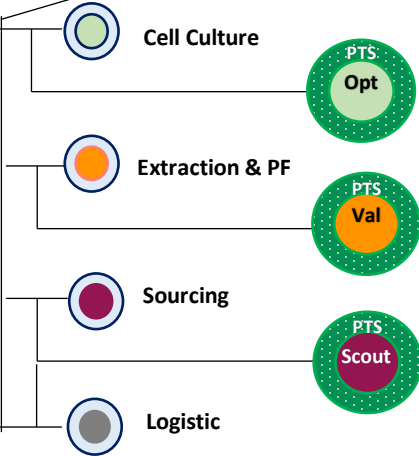 Cell Culture
PTS
Opt
Extraction & PF
PTS
Val
Sourcing
PTS
Scout
Logistic